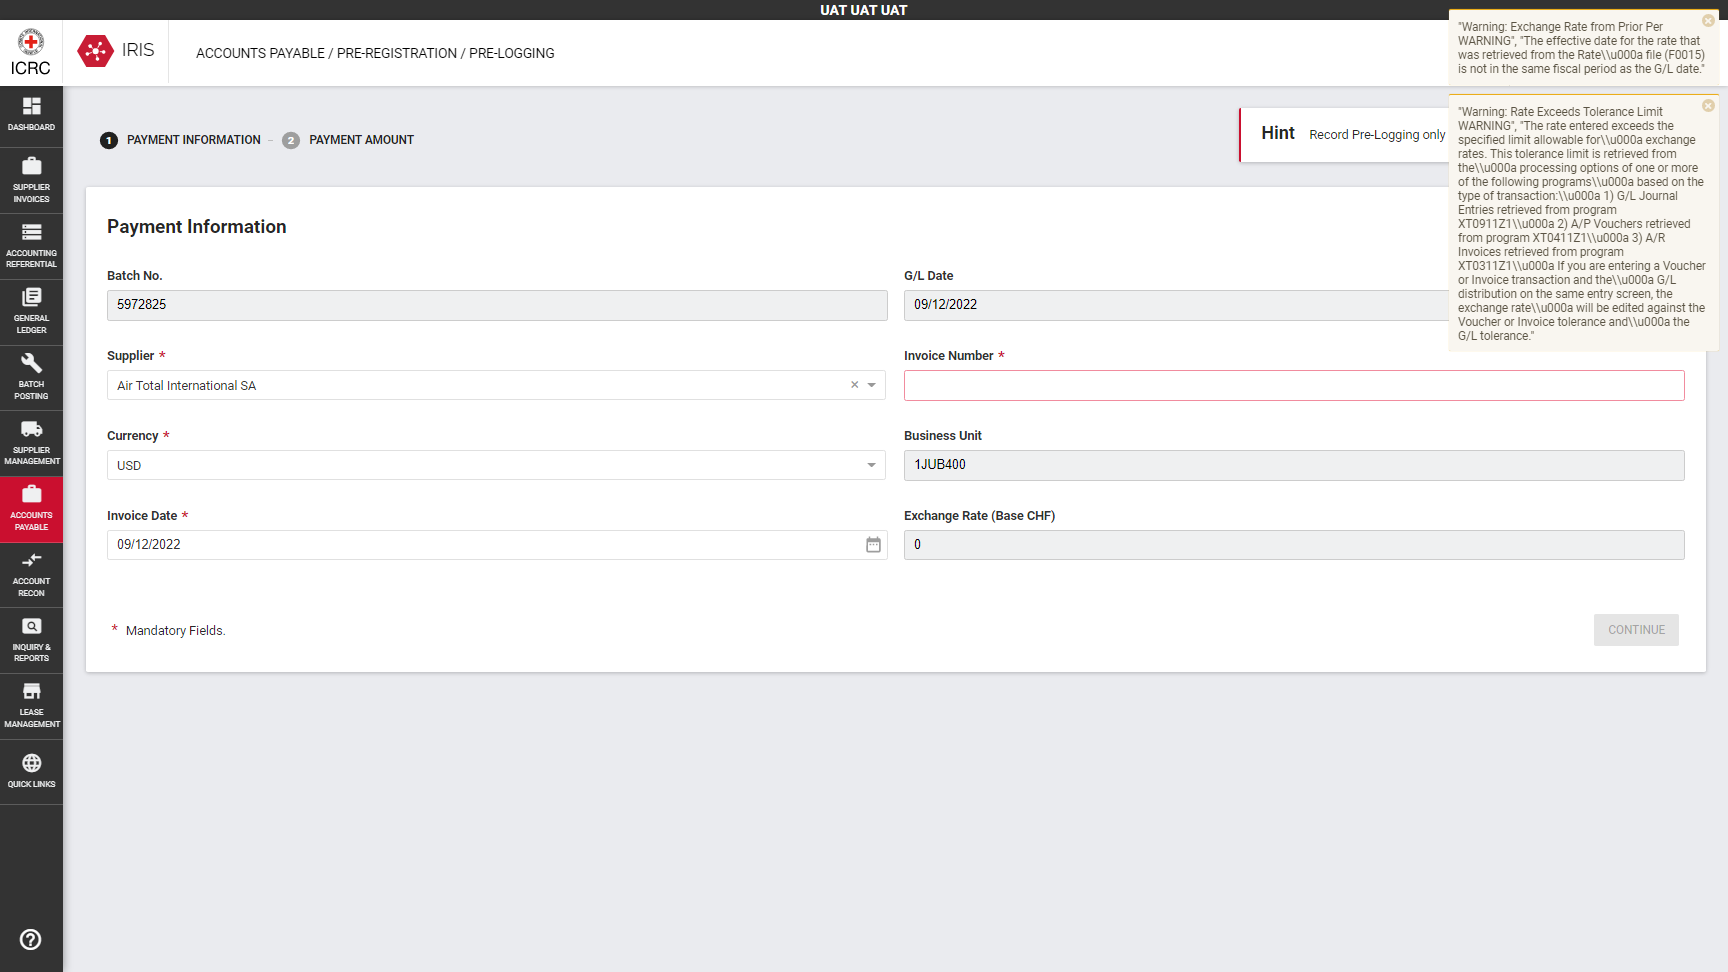 UAT UAT UAT
ICRC
IRIS
ACCOUNTS PAYABLE / PRE-REGISTRATION / PRE-LOGGING
"Warning: Exchange Rate from Prior Per
WARNING", "The effective date for the rate that
was retrieved from the Rate\\u000a file (F0015)
is not in the same fiscal period as the G/L date."
"Warning: Rate Exceeds Tolerance Limit
WARNING", "The rate entered exceeds the
specified limit allowable for\\u000a exchange
rates. This tolerance limit is retrieved from
the\\u000a processing options of one or more
of the following programs\\u000a based on the
type of transaction:\\u000a 1) G/L Journal
Entries retrieved from program
XT0911Z1\\u000a 2) A/P Vouchers retrieved
from program XT0411Z1\\u000a 3) A/R
Invoices retrieved from program
XT0311Z1\\u000a If you are entering a Voucher
or Invoice transaction and the\\u000a G/L
distribution on the same entry screen, the
exchange rate\\u000a will be edited against the
Voucher or Invoice tolerance and\\u000a the
G/L tolerance."
DASHBOARD
SUPPLIER
INVOICES
ACCOUNTING
REFERENTIAL
GENERAL
LEDGER
BATCH
POSTING
SUPPLIER
MANAGEMENT
ACCOUNTS
PAYABLE
ACCOUNT
RECON
INQUIRY &
REPORTS
LEASE
MANAGEMENT
QUICK LINKS
1 PAYMENT INFORMATION - 2 PAYMENT AMOUNT
Hint Record Pre-Logging only
Payment Information
Batch No.
5972825
G/L Date
09/12/2022
Supplier *
Air Total International SA
Invoice Number *
Currency *
USD
Business Unit
1JUB400
Invoice Date *
09/12/2022
Exchange Rate (Base CHF)
0
* Mandatory Fields.
CONTINUE